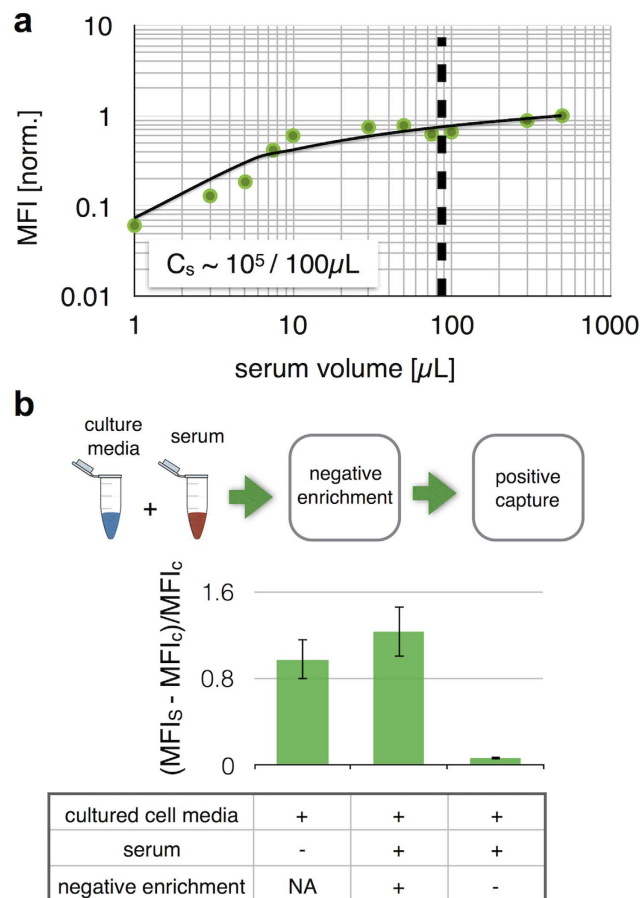 a
10
1
0.1
0.01
MFI [norm.]
Cₛ ~ 10⁵ / 100µL
1 10 100 1000
serum volume [µL]
b
culture
media
serum
+
negative
enrichment
positive
capture
(MFIₛ - MFI꜀)/MFI꜀
1.6
0.8
0
cultured cell media + + +
serum - + +
negative enrichment NA + -